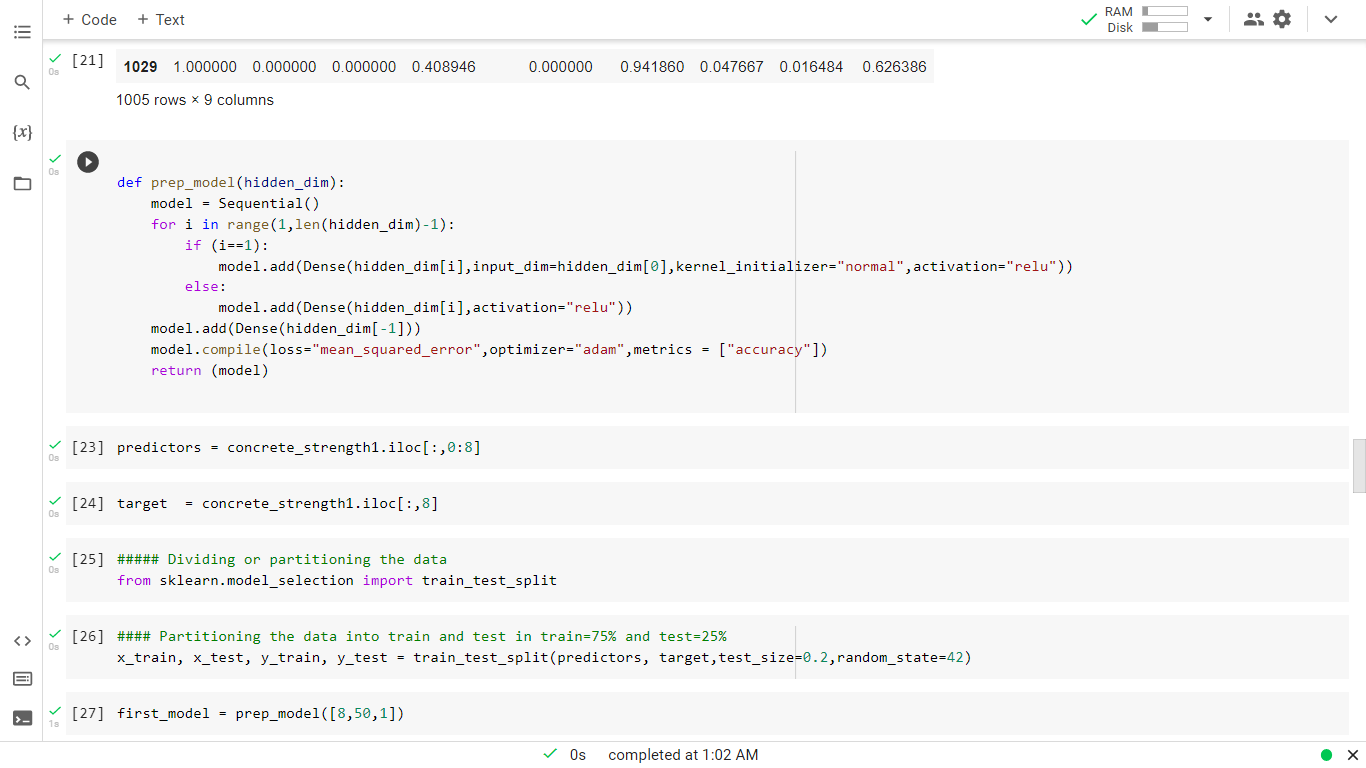 + Code + Text
RAM
Disk
[21] 1029 1.000000 0.000000 0.000000 0.408946 0.000000 0.941860 0.047667 0.016484 0.626386
0s
1005 rows × 9 columns
{x}
0s
def prep_model(hidden_dim):
    model = Sequential()
    for i in range(1,len(hidden_dim)-1):
        if (i==1):
            model.add(Dense(hidden_dim[i],input_dim=hidden_dim[0],kernel_initializer="normal",activation="relu"))
        else:
            model.add(Dense(hidden_dim[i],activation="relu"))
    model.add(Dense(hidden_dim[-1]))
    model.compile(loss="mean_squared_error",optimizer="adam",metrics = ["accuracy"])
    return (model)
[23] predictors = concrete_strength1.iloc[:,0:8]
0s
[24] target  = concrete_strength1.iloc[:,8]
0s
[25] ##### Dividing or partitioning the data
0s
from sklearn.model_selection import train_test_split
[26] #### Partitioning the data into train and test in train=75% and test=25%
0s
x_train, x_test, y_train, y_test = train_test_split(predictors, target,test_size=0.2,random_state=42)
[27] first_model = prep_model([8,50,1])
1s
0s completed at 1:02 AM